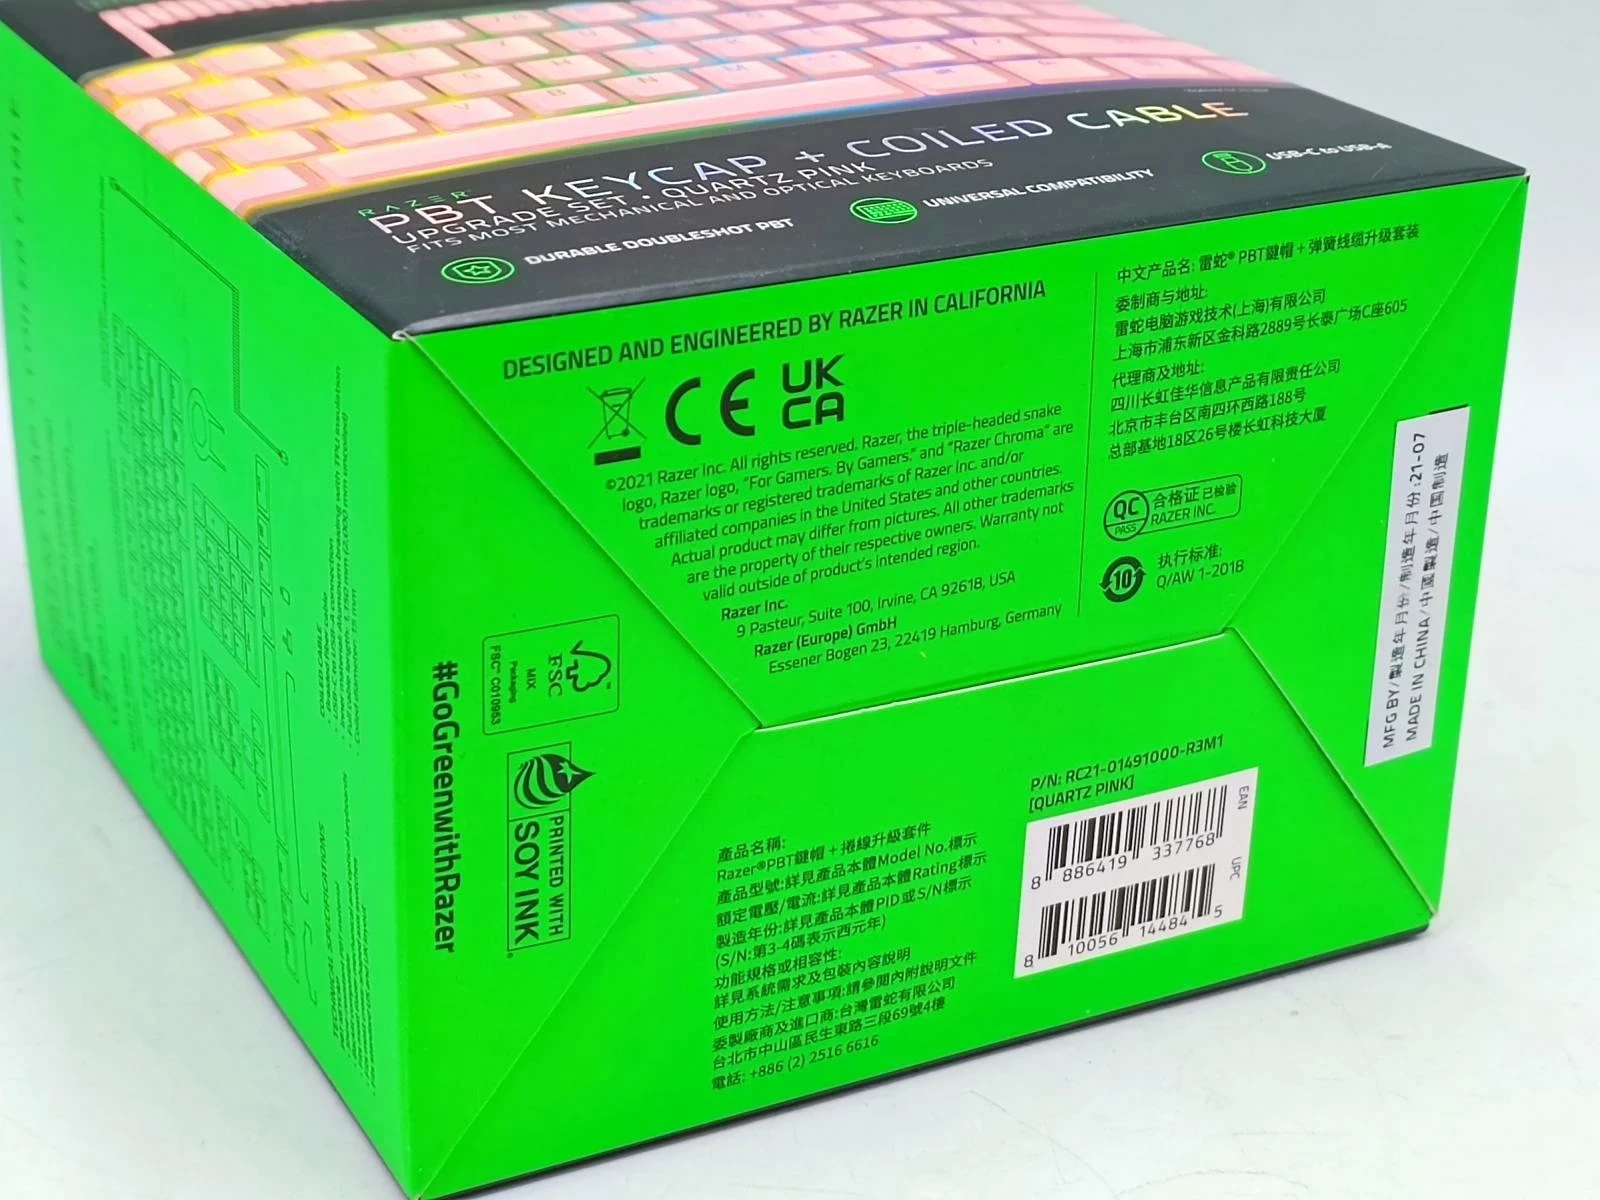 RAZER
PBT KEYCAP + COILED CABLE
UPGRADE SET . QUARTZ PINK
FITS MOST MECHANICAL AND OPTICAL KEYBOARDS
DURABLE DOUBLESHOT PBT
UNIVERSAL COMPATIBILITY
USB-C to USB-A
DESIGNED AND ENGINEERED BY RAZER IN CALIFORNIA
CE
UK
CA
©2021 Razer Inc. All rights reserved. Razer, the triple-headed snake
logo, Razer logo, "For Gamers. By Gamers." and "Razer Chroma" are
trademarks or registered trademarks of Razer Inc. and/or
affiliated companies in the United States and other countries.
Actual product may differ from pictures. All other trademarks
are the property of their respective owners. Warranty not
valid outside of product's intended region.
Razer Inc.
9 Pasteur, Suite 100, Irvine, CA 92618, USA
Razer (Europe) GmbH
Essener Bogen 23, 22419 Hamburg, Germany
中文产品名: 雷蛇® PBT鍵帽 + 弹簧线缆升级套装
委制商与地址:
雷蛇电脑游戏技术(上海)有限公司
上海市浦东新区金科路2889号长泰广场C座605
代理商及地址:
四川长虹佳华信息产品有限责任公司
北京市丰台区南四环西路188号
总部基地18区26号楼长虹科技大厦
QC
PASS
合格证 已检验
RAZER INC.
10
执行标准:
Q/AW 1-2018
MFG BY/製造年月份/制造年月份:21-07
MADE IN CHINA/中國製造/中国制造
#GoGreenwithRazer
FSC
MIX
Packaging
FSC™ C010953
PRINTED WITH
SOY INK
P/N: RC21-01491000-R3M1
[QUARTZ PINK]
EAN
8 886419 337768
UPC
8 10056 14484 5
產品名稱:
Razer®PBT鍵帽 + 捲線升級套件
產品型號:詳見產品本體Model No.標示
額定電壓/電流:詳見產品本體Rating標示
製造年份:詳見產品本體PID或S/N標示
(S/N:第3-4碼表示西元年)
功能規格或相容性:
詳見系統需求及包裝內容說明
使用方法/注意事項:請參閱內附說明文件
委製廠商及進口商:台灣雷蛇有限公司
台北市中山區民生東路三段69號4樓
電話: +886 (2) 2516 6616
COILED CABLE
TECHNICAL SPECIFICATIONS